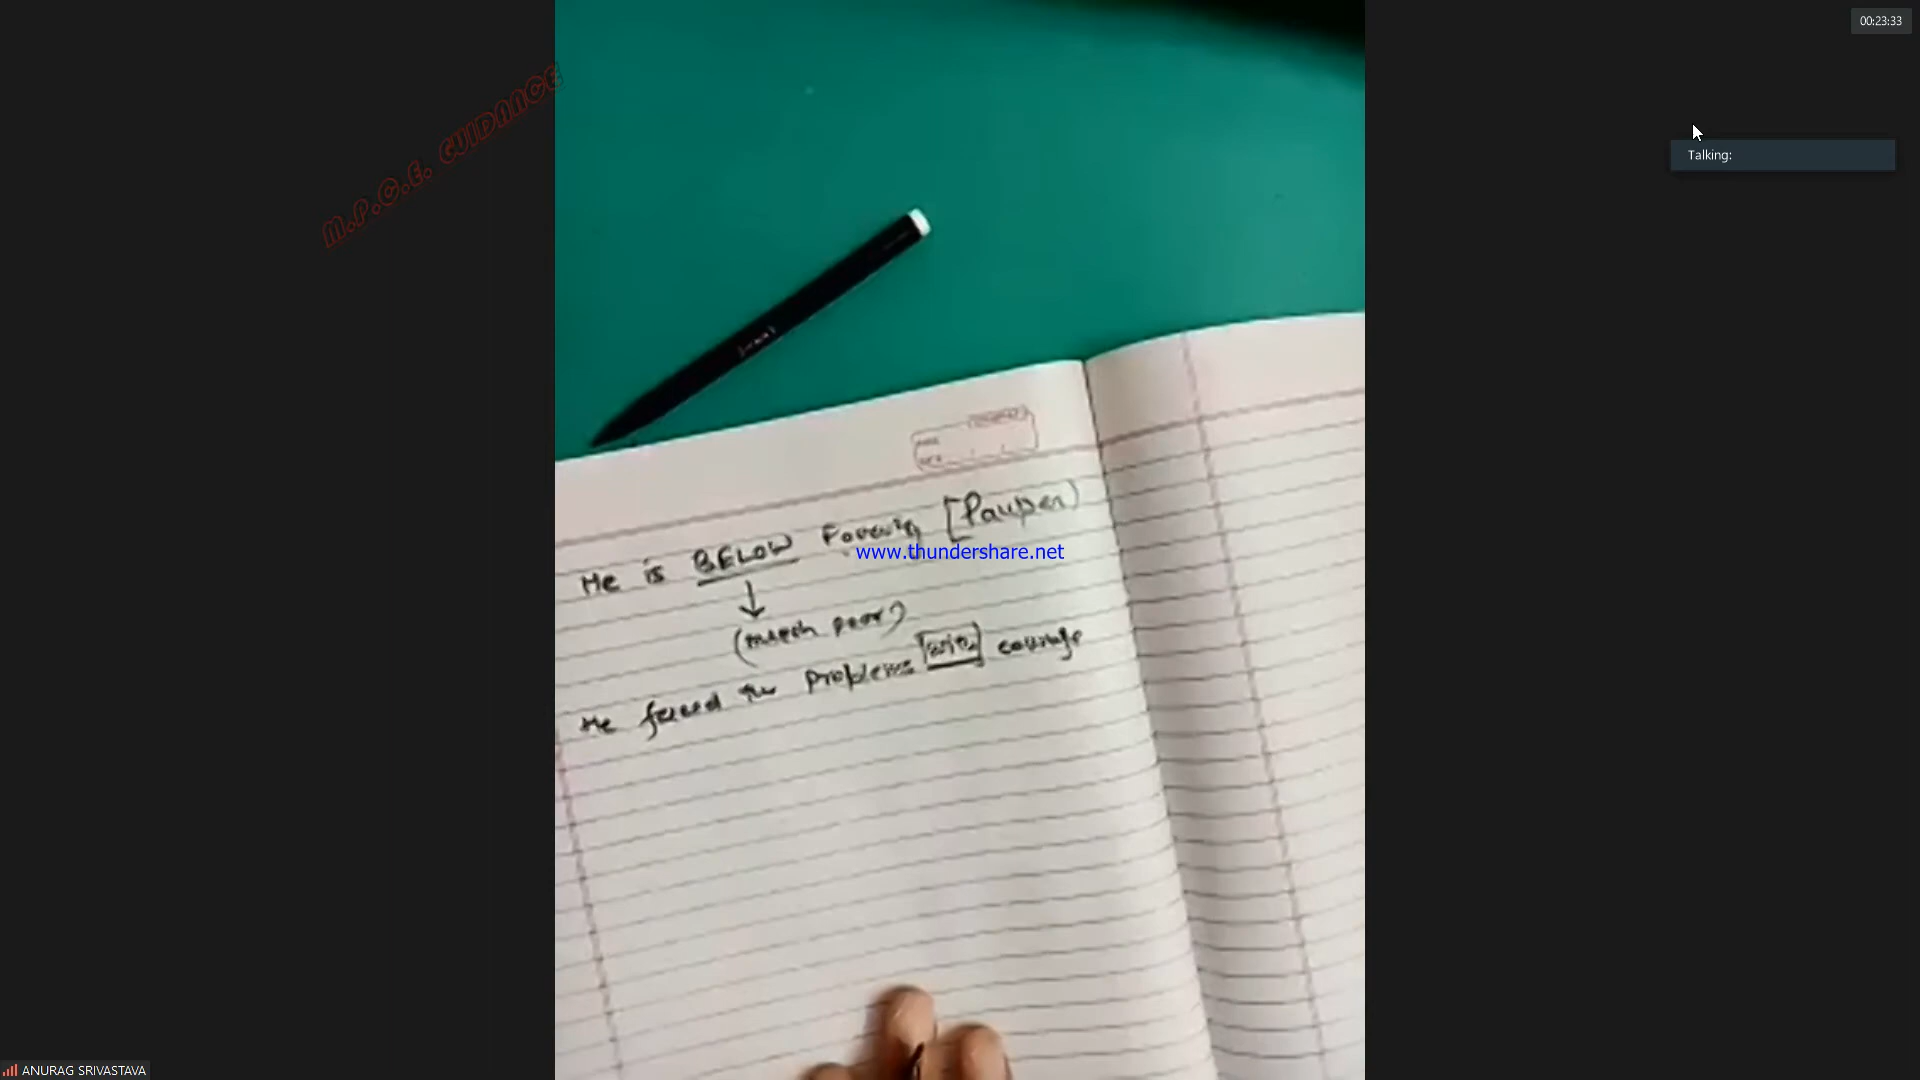 00:23:33
M.P.C.E. GUIDANCE
Talking:
He is BELOW [Pauper)
www.thundershare.net
(much poor)
He faced the problems with courage
ANURAG SRIVASTAVA